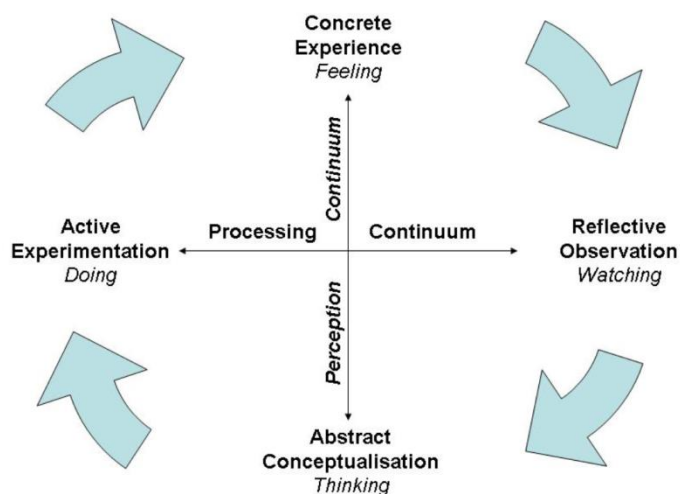 Concrete
Experience
Feeling
Continuum
Active
Experimentation
Doing
Processing
Continuum
Reflective
Observation
Watching
Perception
Abstract
Conceptualisation
Thinking